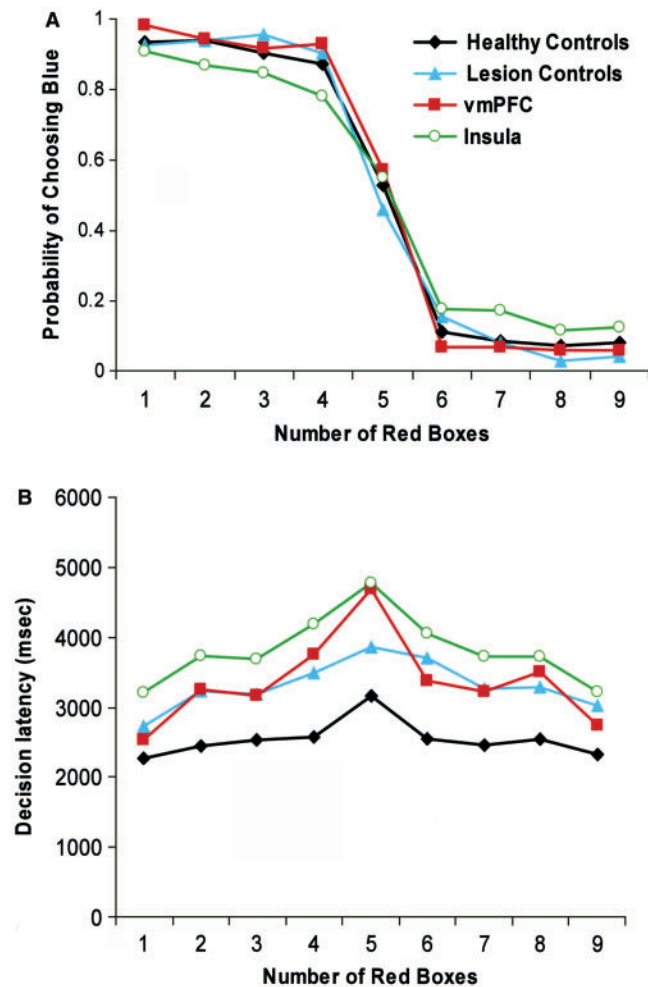 A
Probability of Choosing Blue
1
0.8
0.6
0.4
0.2
0
Healthy Controls
Lesion Controls
vmPFC
Insula
1 2 3 4 5 6 7 8 9
Number of Red Boxes
B
Decision latency (msec)
6000
5000
4000
3000
2000
1000
0
1 2 3 4 5 6 7 8 9
Number of Red Boxes